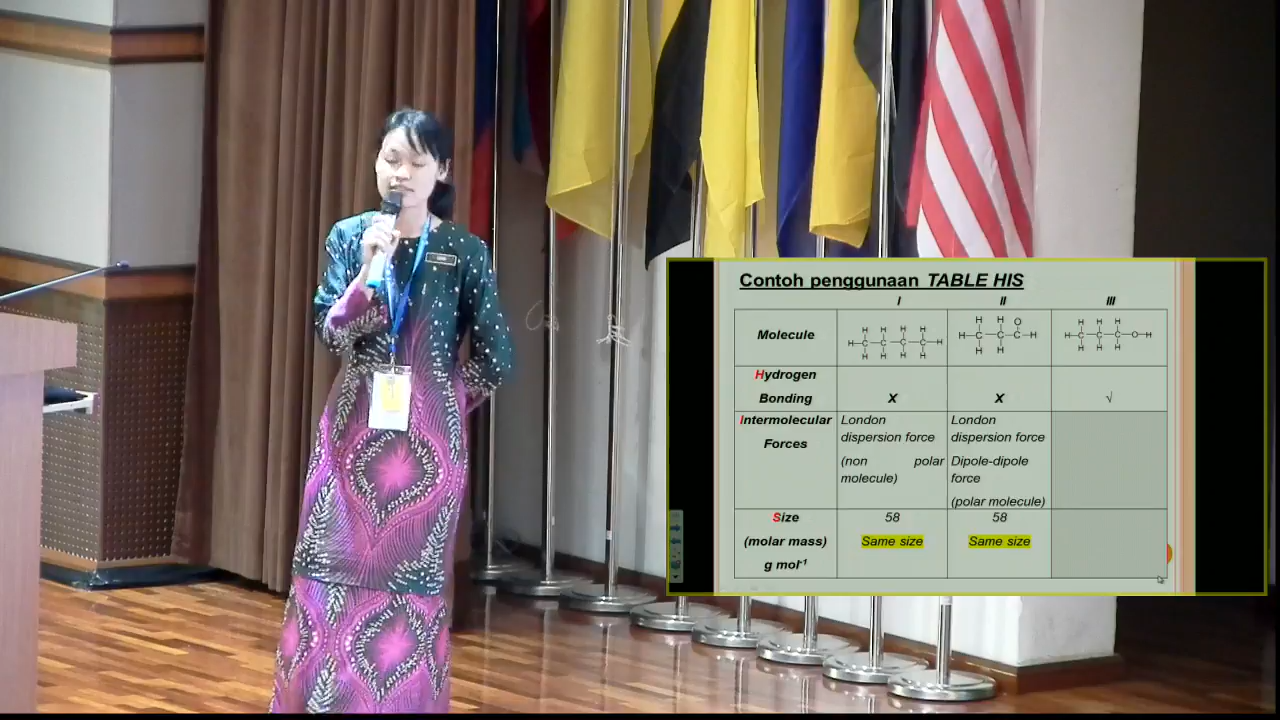 Contoh penggunaan TABLE HIS
I II III
Molecule
H H H H
H C C C C H
H H H H
H H O
H C C C H
H H
H H H
H C C C O H
H H H
Hydrogen
Bonding X X √
Intermolecular
Forces
London
dispersion force
(non polar
molecule)
London
dispersion force
Dipole-dipole
force
(polar molecule)
Size
(molar mass)
g mol-1
58
Same size
58
Same size